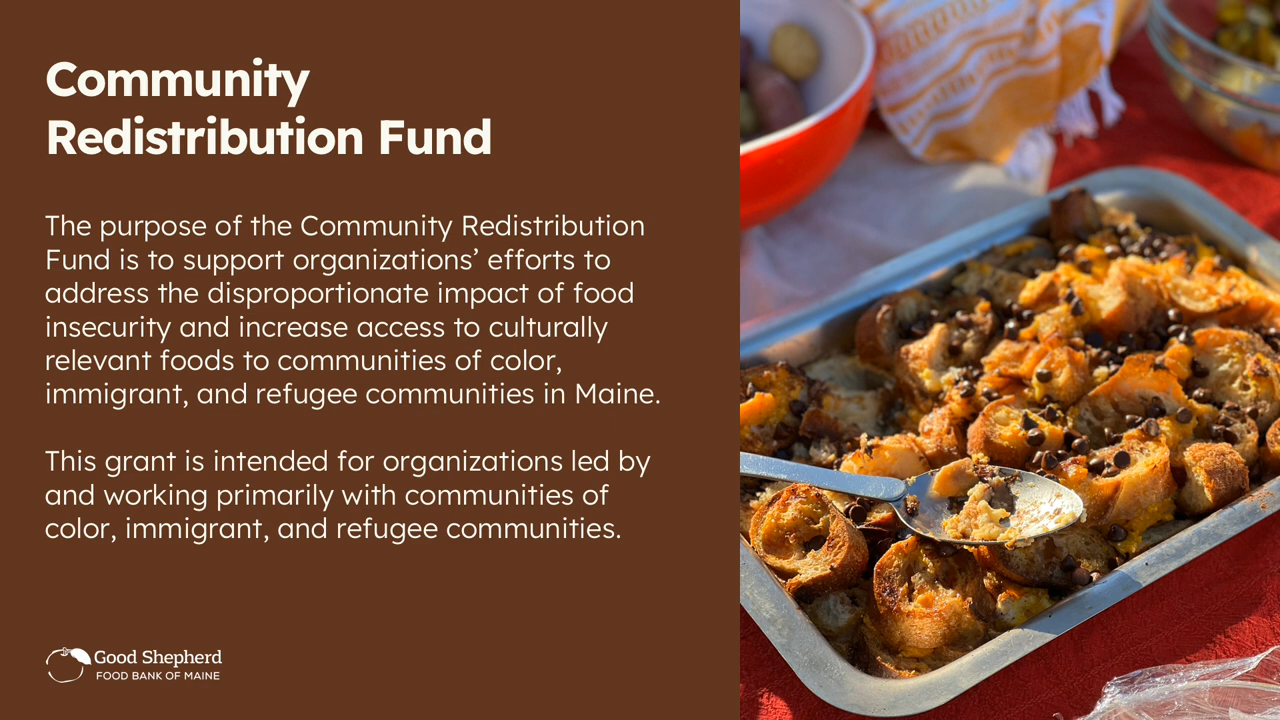 Community
Redistribution Fund
The purpose of the Community Redistribution
Fund is to support organizations’ efforts to
address the disproportionate impact of food
insecurity and increase access to culturally
relevant foods to communities of color,
immigrant, and refugee communities in Maine.
This grant is intended for organizations led by
and working primarily with communities of
color, immigrant, and refugee communities.
Good Shepherd
FOOD BANK OF MAINE